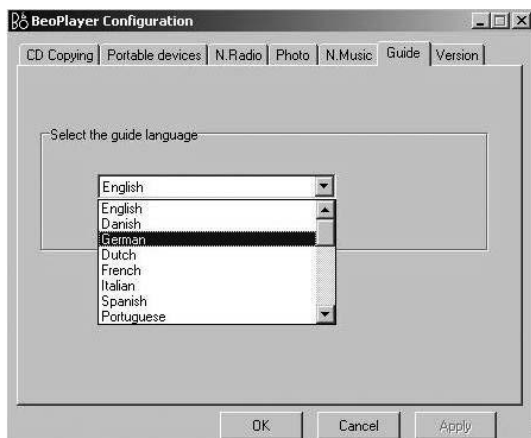 B&O BeoPlayer Configuration
CD Copying Portable devices N.Radio Photo N.Music Guide Version
Select the guide language
English
English
Danish
German
Dutch
French
Italian
Spanish
Portuguese
OK Cancel Apply